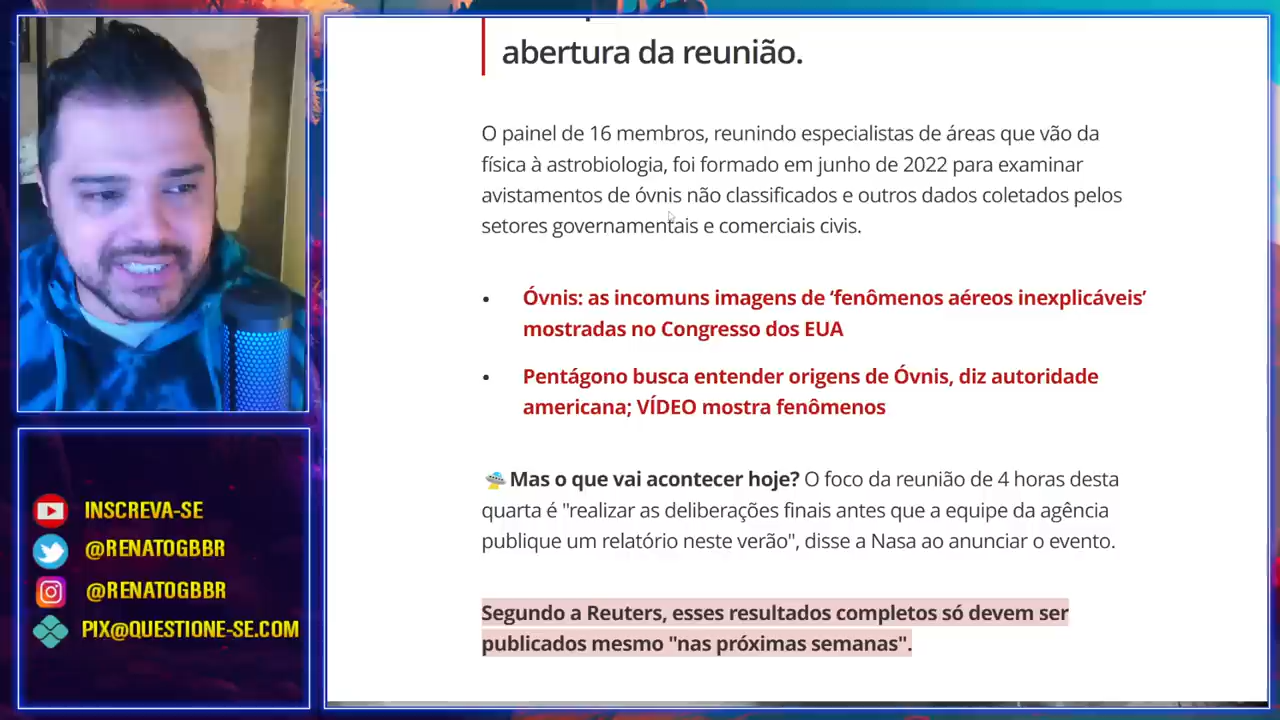 abertura da reunião.
O painel de 16 membros, reunindo especialistas de áreas que vão da
física à astrobiologia, foi formado em junho de 2022 para examinar
avistamentos de óvnis não classificados e outros dados coletados pelos
setores governamentais e comerciais civis.
• Óvnis: as incomuns imagens de ‘fenômenos aéreos inexplicáveis’
mostradas no Congresso dos EUA
• Pentágono busca entender origens de Óvnis, diz autoridade
americana; VÍDEO mostra fenômenos
🛸Mas o que vai acontecer hoje? O foco da reunião de 4 horas desta
quarta é "realizar as deliberações finais antes que a equipe da agência
publique um relatório neste verão", disse a Nasa ao anunciar o evento.
Segundo a Reuters, esses resultados completos só devem ser
publicados mesmo "nas próximas semanas".
INSCREVA-SE
@RENATOGBBR
@RENATOGBBR
PIX@QUESTIONE-SE.COM